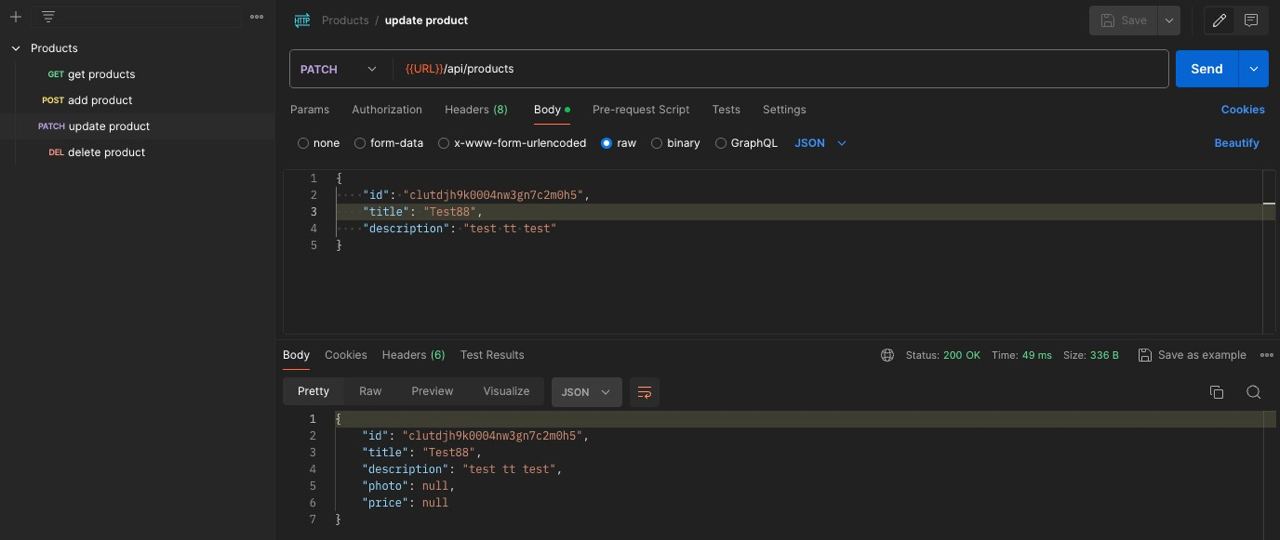 HTTP Products / update product
Save
Products
GET get products
POST add product
PATCH update product
DEL delete product
PATCH {{URL}}/api/products
Send
Params Authorization Headers (8) Body Pre-request Script Tests Settings
Cookies
none form-data x-www-form-urlencoded raw binary GraphQL JSON
Beautify
1 {
2 "id": "clutdjh9k0004nw3gn7c2m0h5",
3 "title": "Test88",
4 "description": "test tt test"
5 }
Body Cookies Headers (6) Test Results
Status: 200 OK Time: 49 ms Size: 336 B Save as example
Pretty Raw Preview Visualize JSON
1 {
2 "id": "clutdjh9k0004nw3gn7c2m0h5",
3 "title": "Test88",
4 "description": "test tt test",
5 "photo": null,
6 "price": null
7 }